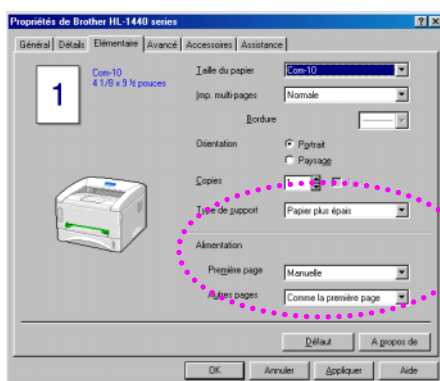 Propriétés de Brother HL-1440 series
Général Détails Elémentaire Avancé Accessoires Assistance
1
Com-10
4 1/8 x 9 ½ pouces
Taille du papier Com-10
Imp. multi-pages Normale
Bordure
Orientation Portrait
Paysage
Copies 1
Type de support Papier plus épais
Alimentation
Première page Manuelle
Autres pages Comme la première page
Défaut A propos de
OK Annuler Appliquer Aide